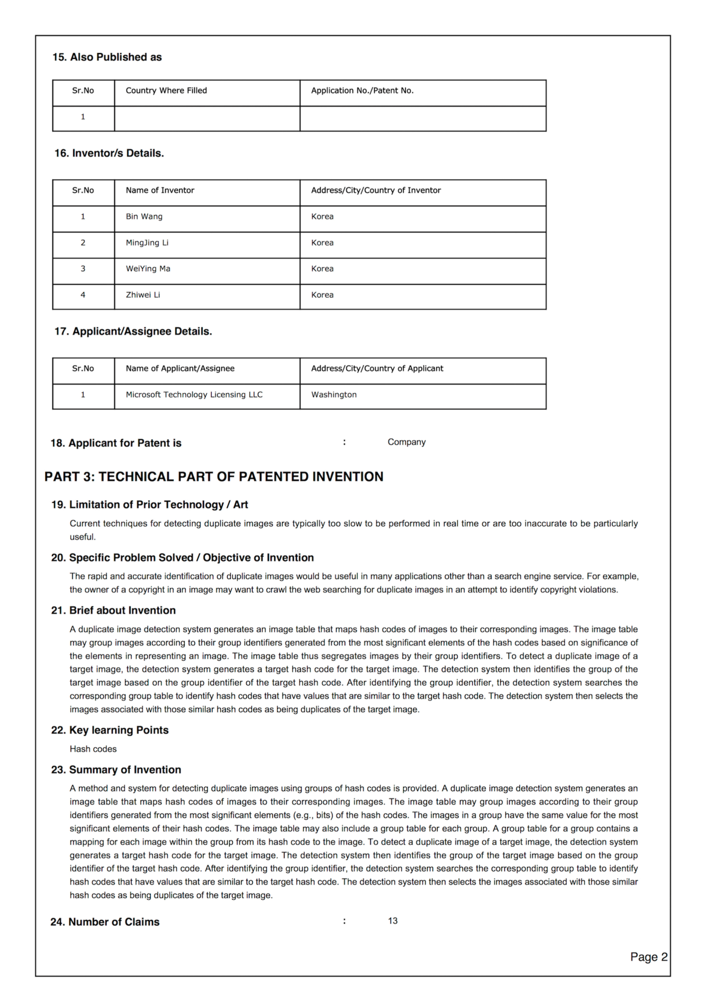 15. Also Published as
Sr.No Country Where Filled Application No./Patent No.
1
16. Inventor/s Details.
Sr.No Name of Inventor Address/City/Country of Inventor
1 Bin Wang Korea
2 MingJing Li Korea
3 WeiYing Ma Korea
4 Zhiwei Li Korea
17. Applicant/Assignee Details.
Sr.No Name of Applicant/Assignee Address/City/Country of Applicant
1 Microsoft Technology Licensing LLC Washington
18. Applicant for Patent is : Company
PART 3: TECHNICAL PART OF PATENTED INVENTION
19. Limitation of Prior Technology / Art
Current techniques for detecting duplicate images are typically too slow to be performed in real time or are too inaccurate to be particularly
useful.
20. Specific Problem Solved / Objective of Invention
The rapid and accurate identification of duplicate images would be useful in many applications other than a search engine service. For example,
the owner of a copyright in an image may want to crawl the web searching for duplicate images in an attempt to identify copyright violations.
21. Brief about Invention
A duplicate image detection system generates an image table that maps hash codes of images to their corresponding images. The image table
may group images according to their group identifiers generated from the most significant elements of the hash codes based on significance of
the elements in representing an image. The image table thus segregates images by their group identifiers. To detect a duplicate image of a
target image, the detection system generates a target hash code for the target image. The detection system then identifies the group of the
target image based on the group identifier of the target hash code. After identifying the group identifier, the detection system searches the
corresponding group table to identify hash codes that have values that are similar to the target hash code. The detection system then selects the
images associated with those similar hash codes as being duplicates of the target image.
22. Key learning Points
Hash codes
23. Summary of Invention
A method and system for detecting duplicate images using groups of hash codes is provided. A duplicate image detection system generates an
image table that maps hash codes of images to their corresponding images. The image table may group images according to their group
identifiers generated from the most significant elements (e.g., bits) of the hash codes. The images in a group have the same value for the most
significant elements of their hash codes. The image table may also include a group table for each group. A group table for a group contains a
mapping for each image within the group from its hash code to the image. To detect a duplicate image of a target image, the detection system
generates a target hash code for the target image. The detection system then identifies the group of the target image based on the group
identifier of the target hash code. After identifying the group identifier, the detection system searches the corresponding group table to identify
hash codes that have values that are similar to the target hash code. The detection system then selects the images associated with those similar
hash codes as being duplicates of the target image.
24. Number of Claims : 13
Page 2